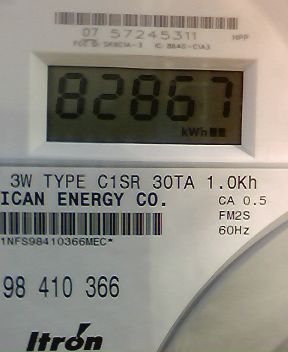 07 57245311 HPP
82867
kWh
3W TYPE C1SR 30TA 1.0Kh
ICAN ENERGY CO. CA 0.5
FM2S
60Hz
1NFS98410366MEC*
98 410 366
Itron